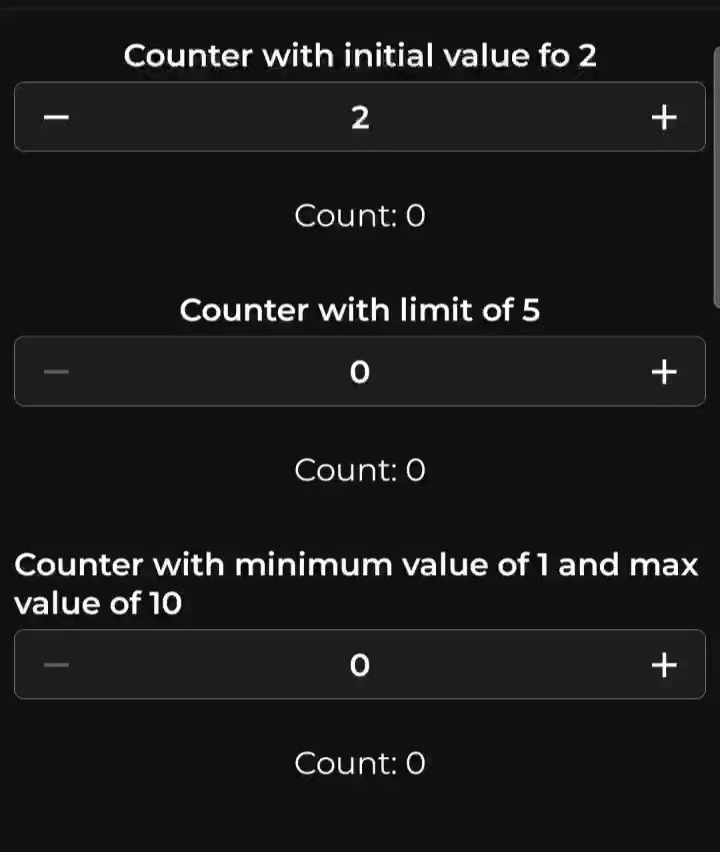 Counter with initial value fo 2
− 2 +
Count: 0
Counter with limit of 5
− 0 +
Count: 0
Counter with minimum value of 1 and max
value of 10
− 0 +
Count: 0